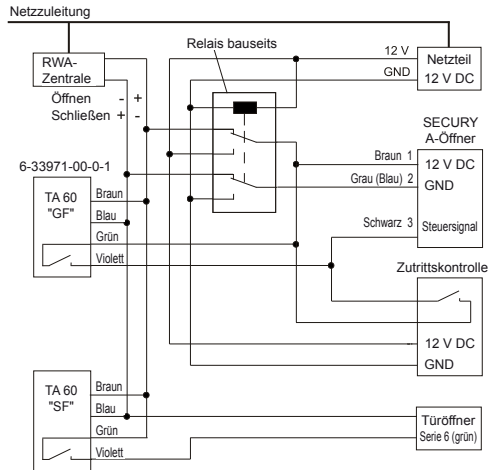 Netzzuleitung
RWA-
Zentrale
Öffnen - +
Schließen + -
Relais bauseits
12 V
GND
Netzteil
12 V DC
SECURY
A-Öffner
Braun 1
12 V DC
Grau (Blau) 2
GND
Schwarz 3
Steuersignal
6-33971-00-0-1
TA 60
"GF"
Braun
Blau
Grün
Violett
Zutrittskontrolle
12 V DC
GND
TA 60
"SF"
Braun
Blau
Grün
Violett
Türöffner
Serie 6 (grün)